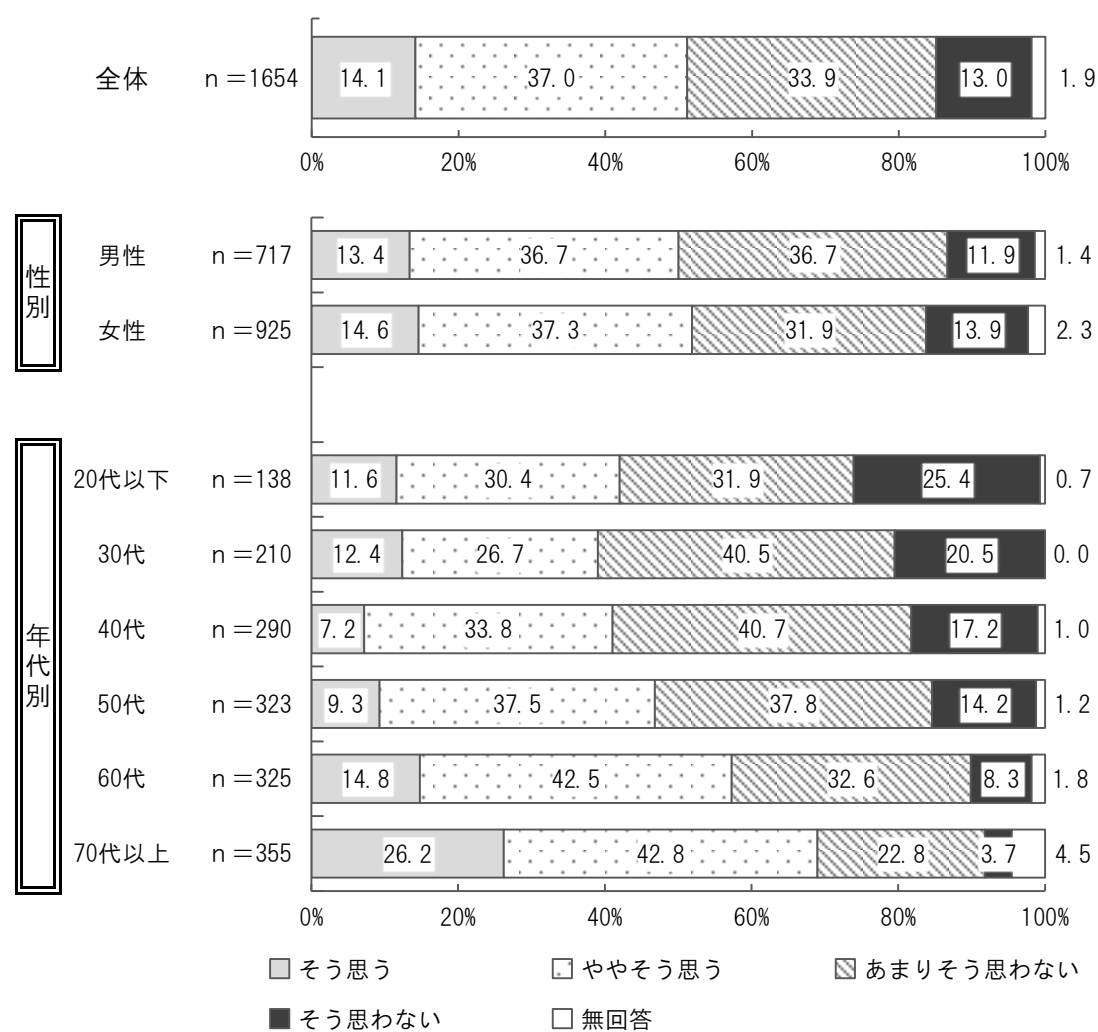 全体 ｎ＝1654 14.1 37.0 33.9 13.0 1.9
0% 20% 40% 60% 80% 100%
性別
男性 ｎ＝717 13.4 36.7 36.7 11.9 1.4
女性 ｎ＝925 14.6 37.3 31.9 13.9 2.3
年代別
20代以下 ｎ＝138 11.6 30.4 31.9 25.4 0.7
30代 ｎ＝210 12.4 26.7 40.5 20.5 0.0
40代 ｎ＝290 7.2 33.8 40.7 17.2 1.0
50代 ｎ＝323 9.3 37.5 37.8 14.2 1.2
60代 ｎ＝325 14.8 42.5 32.6 8.3 1.8
70代以上 ｎ＝355 26.2 42.8 22.8 3.7 4.5
0% 20% 40% 60% 80% 100%
そう思う ややそう思う あまりそう思わない
そう思わない 無回答